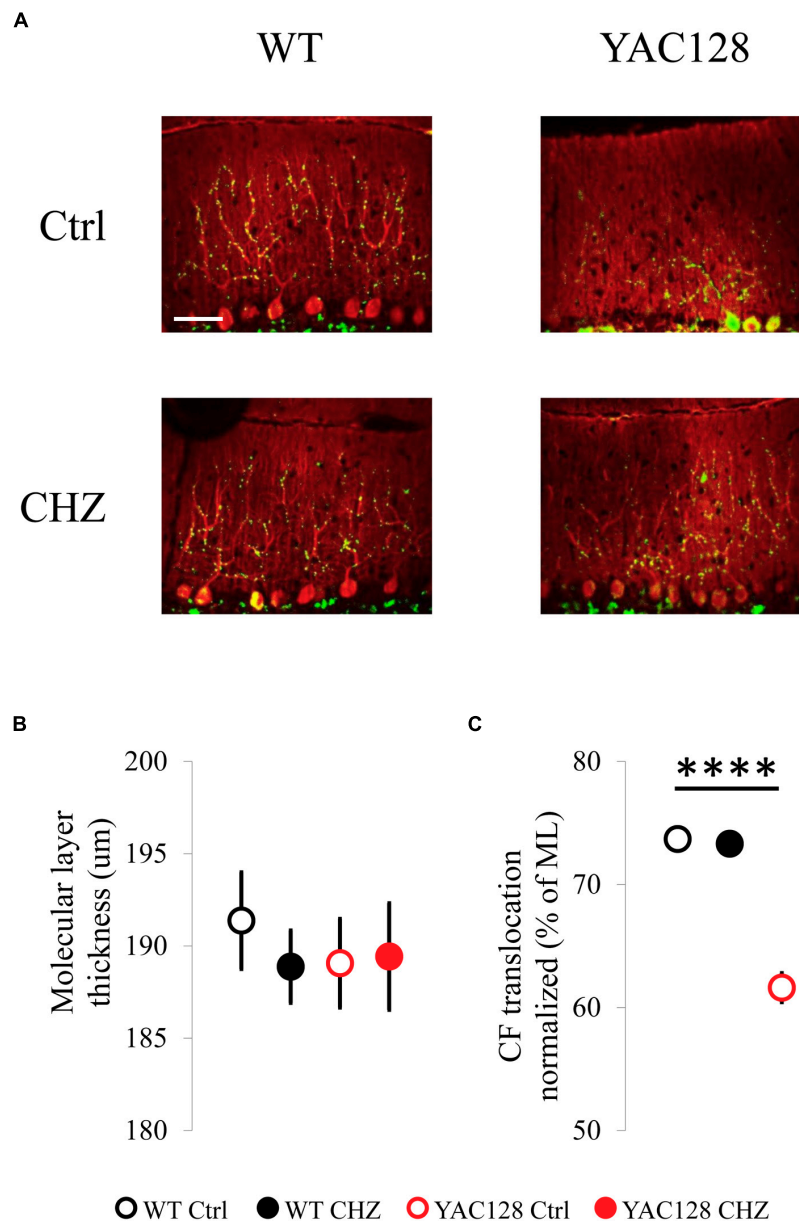 A
WT YAC128
Ctrl
CHZ
B
Molecular layer
thickness (um)
200
195
190
185
180
C
CF translocation
normalized (% of ML)
80
70
60
50
****
WT Ctrl WT CHZ YAC128 Ctrl YAC128 CHZ